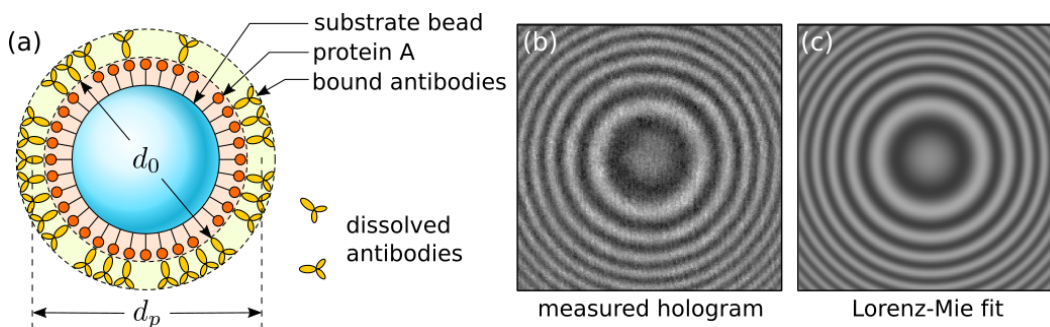 (a)
substrate bead
protein A
bound antibodies
d₀
dissolved
antibodies
dₚ
(b)
measured hologram
(c)
Lorenz-Mie fit